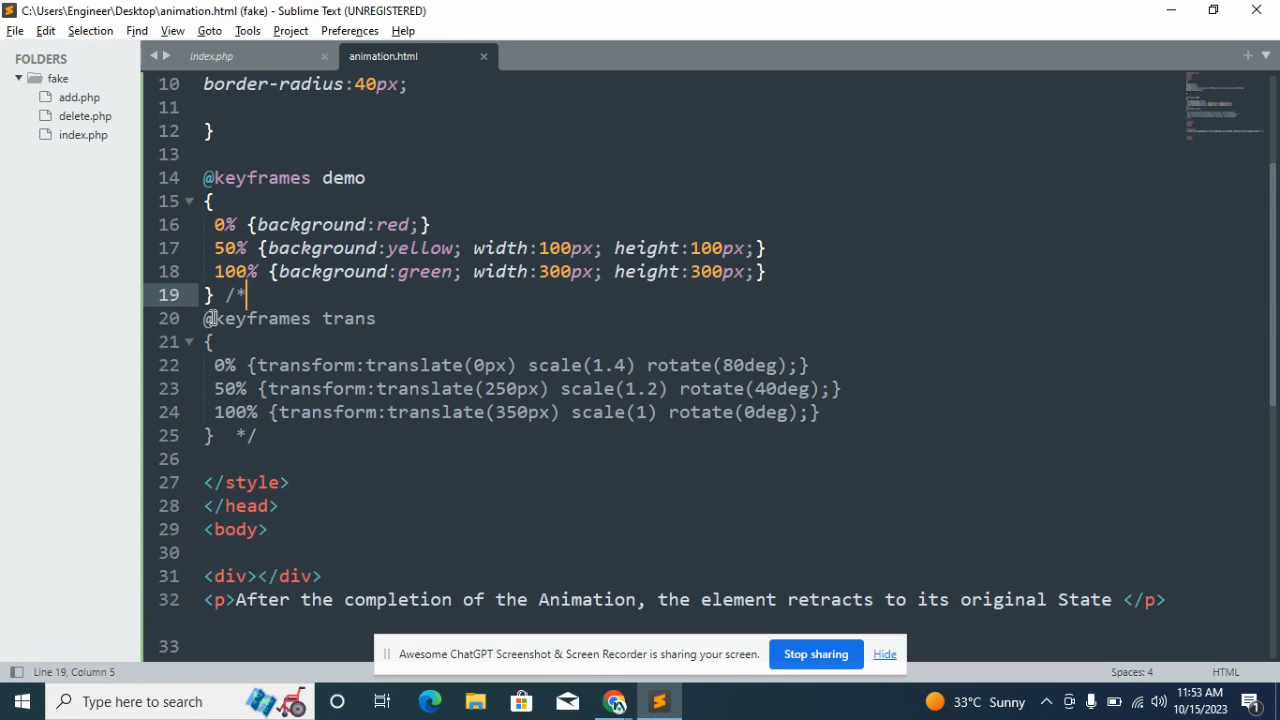 C:\Users\Engineer\Desktop\animation.html (fake) - Sublime Text (UNREGISTERED)
File Edit Selection Find View Goto Tools Project Preferences Help
FOLDERS
fake
add.php
delete.php
index.php
index.php
animation.html
10 border-radius:40px;
11
12 }
13
14 @keyframes demo
15 {
16 0% {background:red;}
17 50% {background:yellow; width:100px; height:100px;}
18 100% {background:green; width:300px; height:300px;}
19 } /*
20 @keyframes trans
21 {
22 0% {transform:translate(0px) scale(1.4) rotate(80deg);}
23 50% {transform:translate(250px) scale(1.2) rotate(40deg);}
24 100% {transform:translate(350px) scale(1) rotate(0deg);}
25 } */
26
27 </style>
28 </head>
29 <body>
30
31 <div></div>
32 <p>After the completion of the Animation, the element retracts to its original State </p>
33
Awesome ChatGPT Screenshot & Screen Recorder is sharing your screen. Stop sharing Hide
Line 19, Column 5 Spaces: 4 HTML
Type here to search
33°C Sunny
11:53 AM
10/15/2023
1